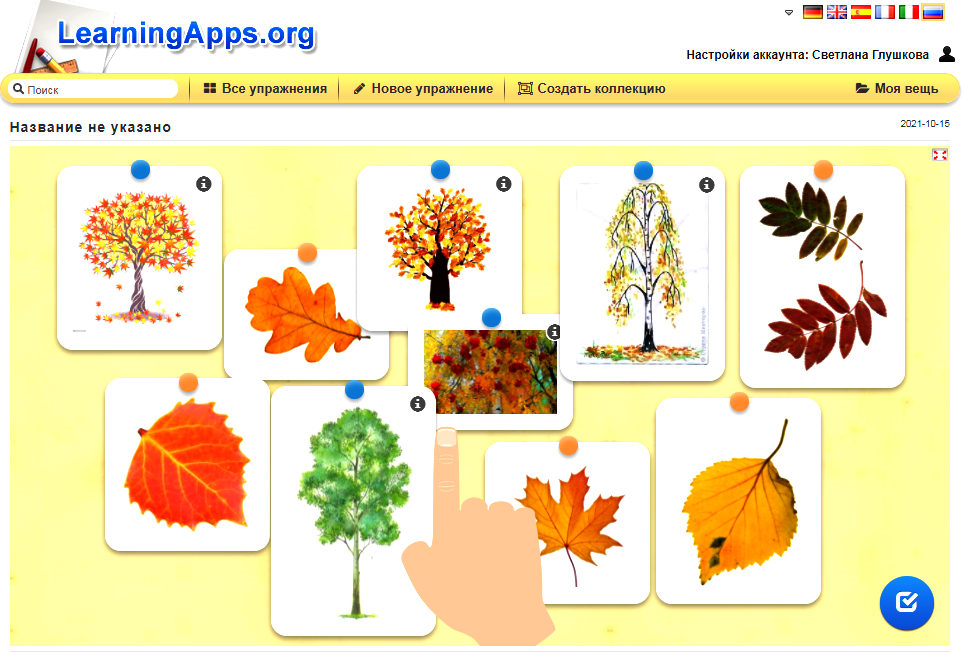 LearningApps.org
Настройки аккаунта: Светлана Глушкова
Поиск
Все упражнения
Новое упражнение
Создать коллекцию
Моя вещь
Название не указано
2021-10-15